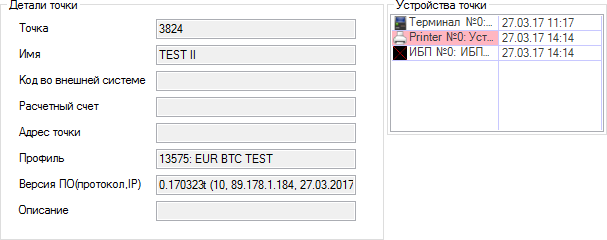 Детали точки
Точка 3824
Имя TEST II
Код во внешней системе
Расчетный счет
Адрес точки
Профиль 13575: EUR BTC TEST
Версия ПО(протокол,IP) 0.170323t (10, 89.178.1.184, 27.03.2017
Описание
Устройства точки
Терминал №0:... 27.03.17 11:17
Printer №0: Уст... 27.03.17 14:14
ИБП №0: ИБП... 27.03.17 14:14